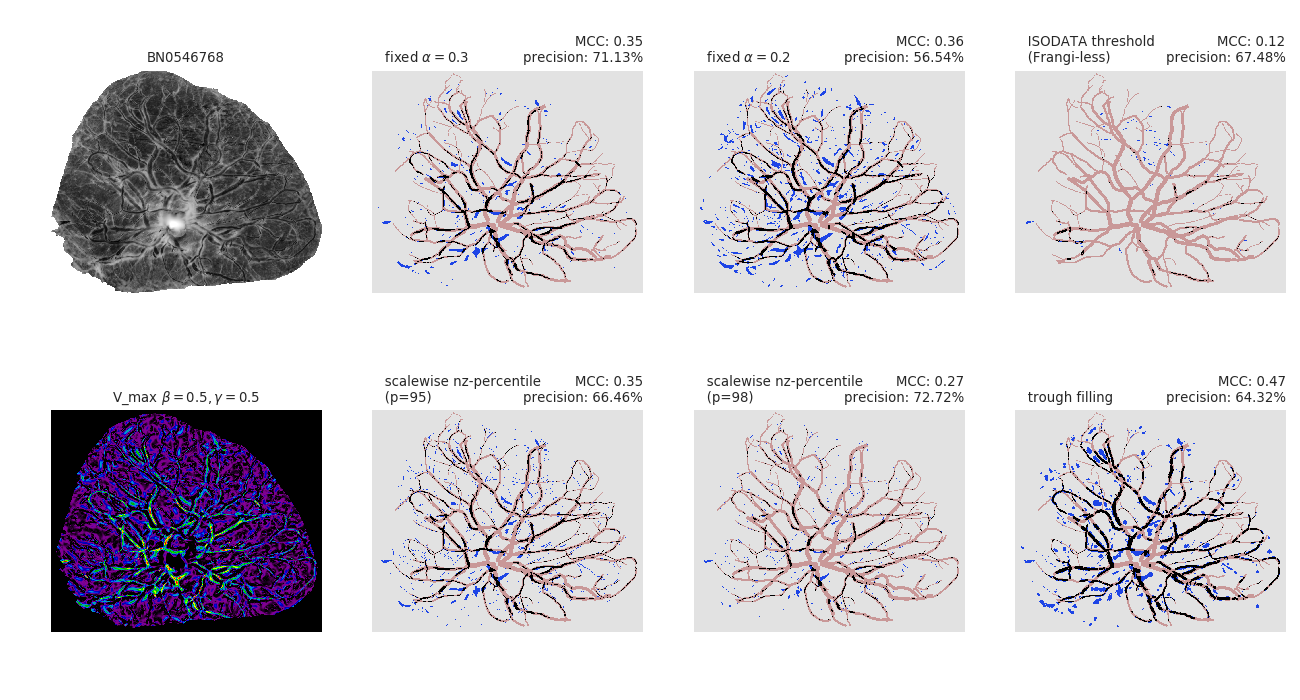 BN0546768
MCC: 0.35
fixed α = 0.3 precision: 71.13%
MCC: 0.36
fixed α = 0.2 precision: 56.54%
ISODATA threshold MCC: 0.12
(Frangi-less) precision: 67.48%
V_max β = 0.5, γ = 0.5
scalewise nz-percentile MCC: 0.35
(p=95) precision: 66.46%
scalewise nz-percentile MCC: 0.27
(p=98) precision: 72.72%
MCC: 0.47
trough filling precision: 64.32%